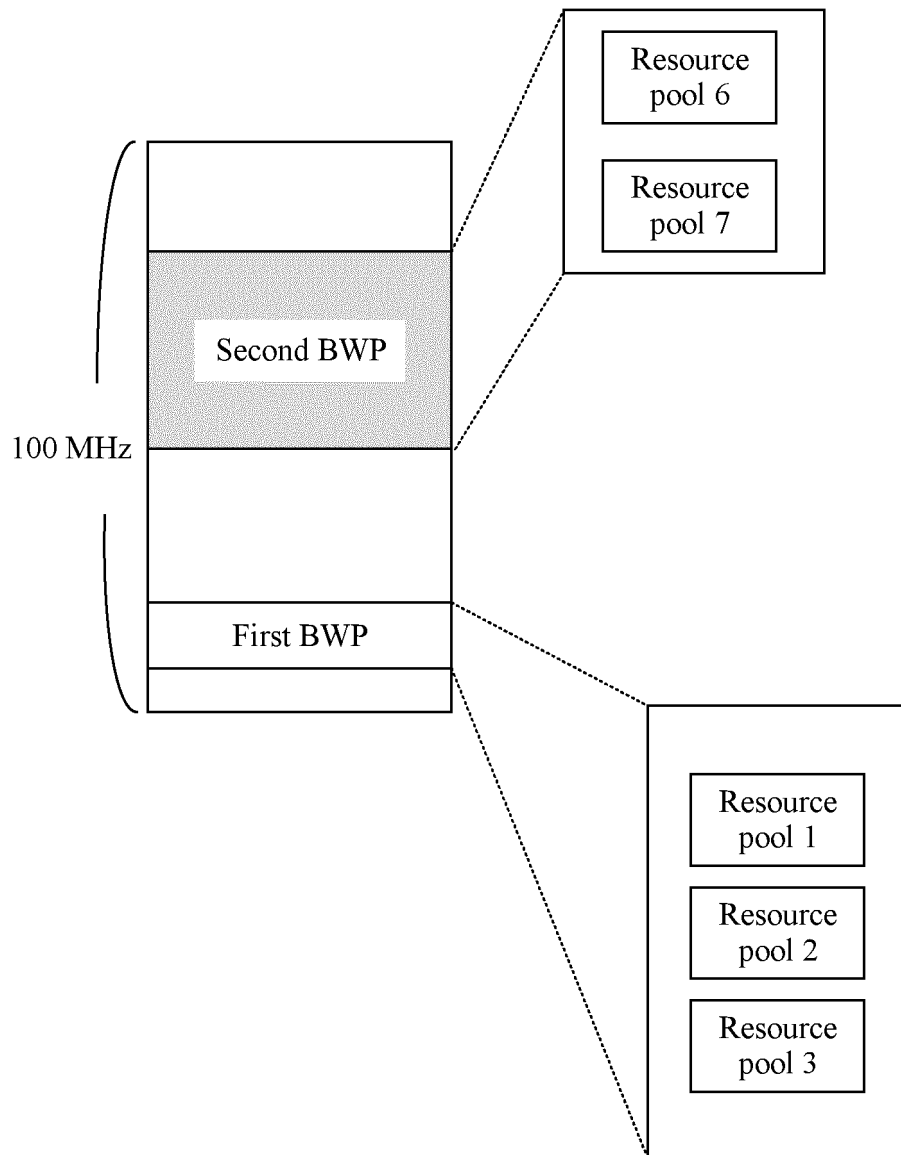 Resource
pool 6
Resource
pool 7
Second BWP
100 MHz
First BWP
Resource
pool 1
Resource
pool 2
Resource
pool 3